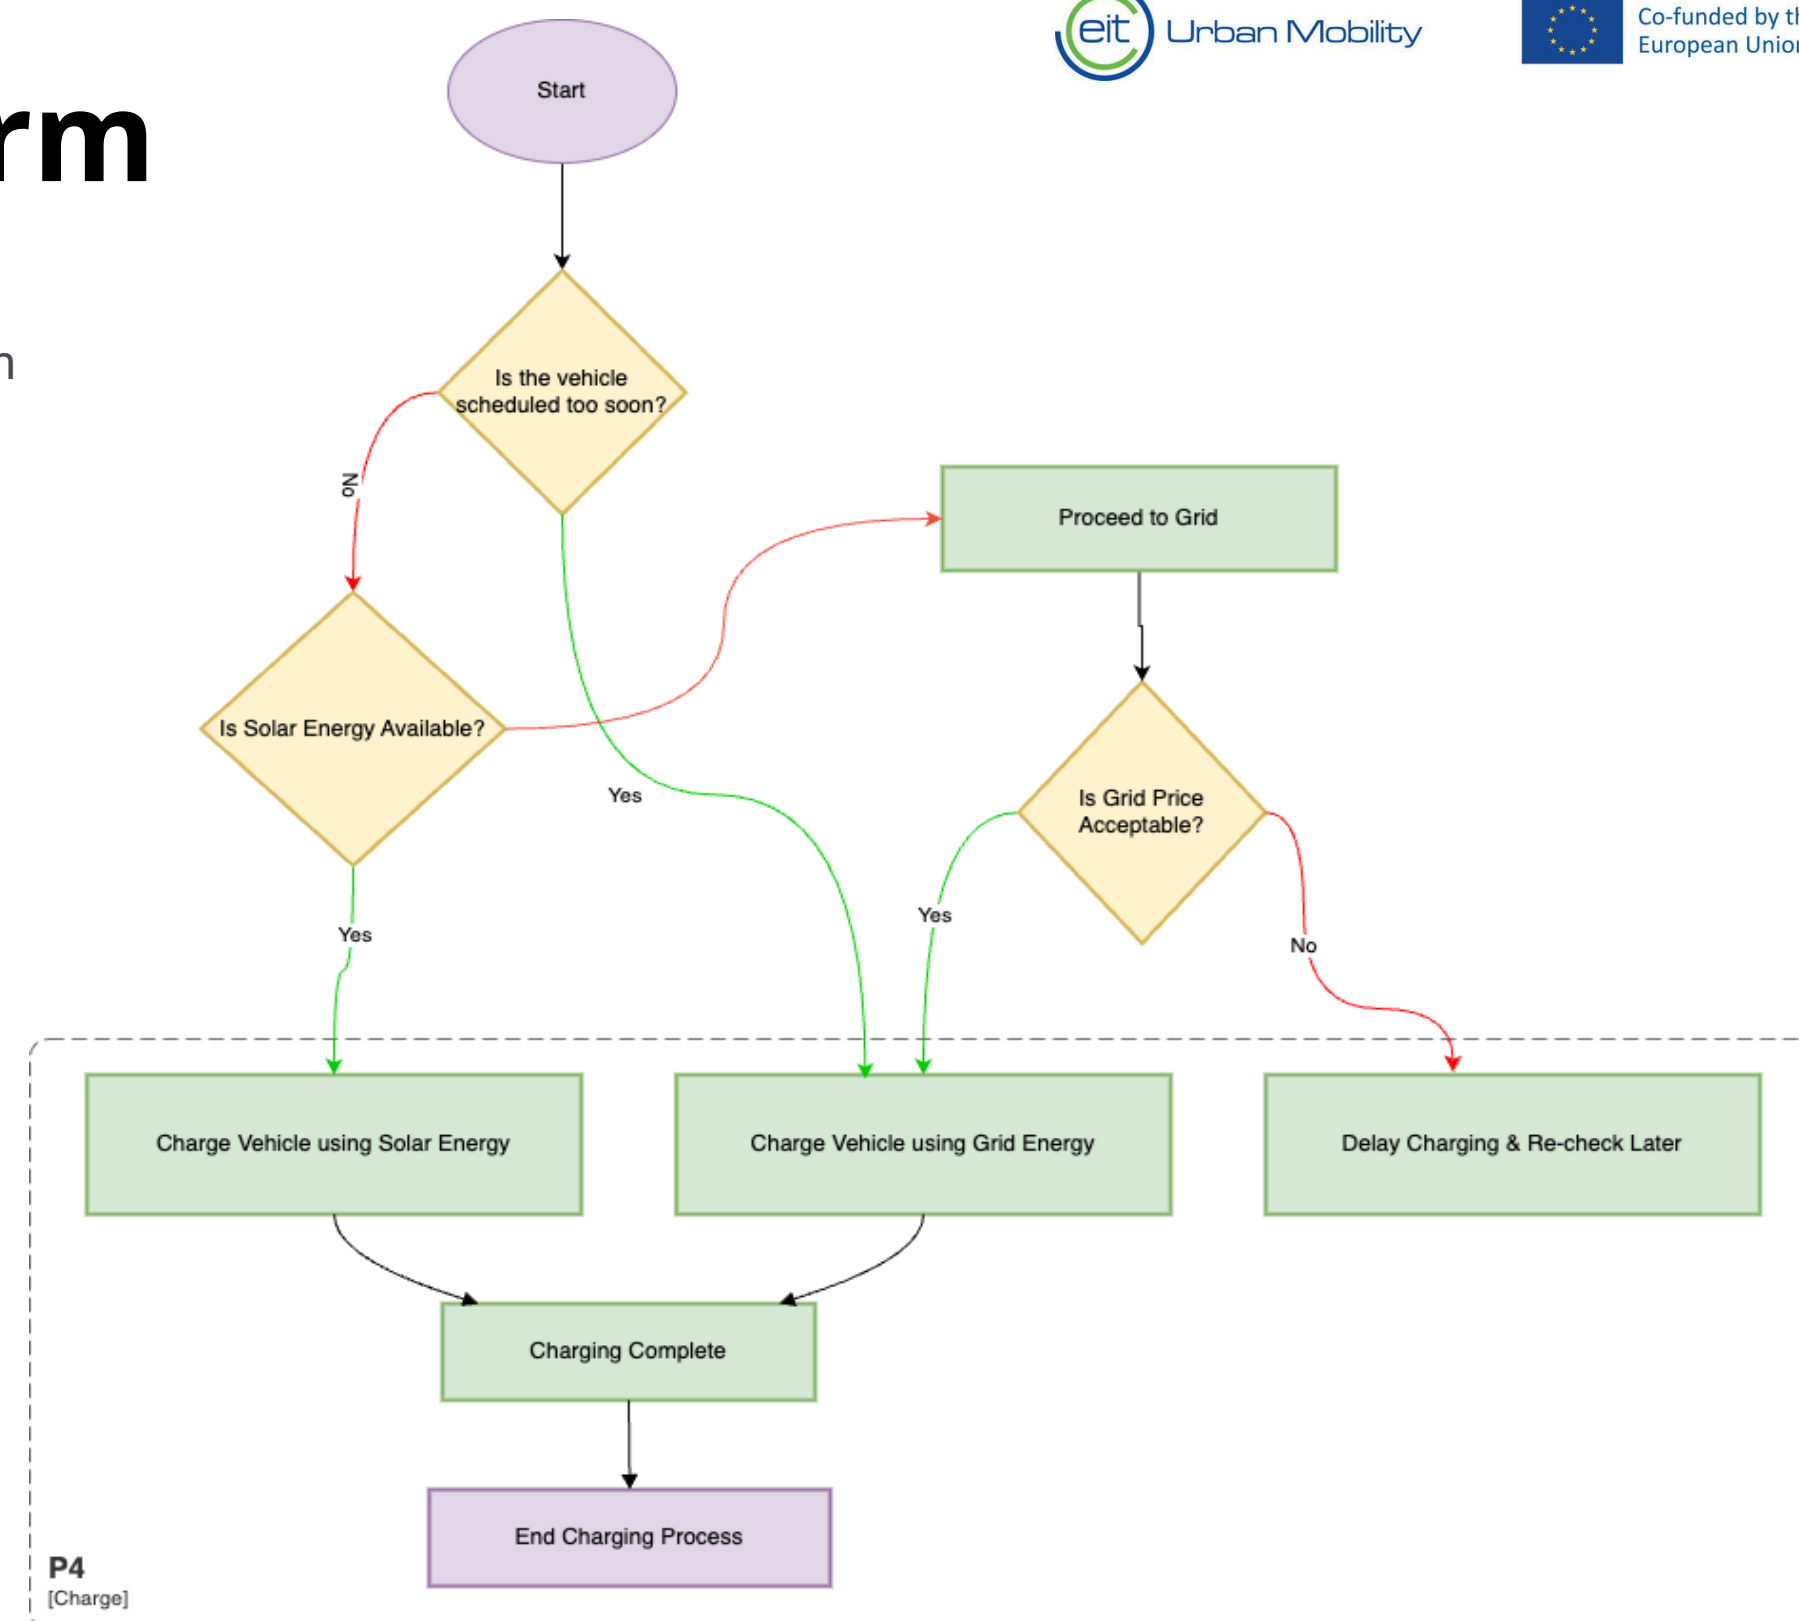 eit Urban Mobility
Co-funded by th
European Union
rm
n
Start
Is the vehicle
scheduled too soon?
No
Proceed to Grid
Is Solar Energy Available?
Yes
Is Grid Price
Acceptable?
Yes
Yes
No
Charge Vehicle using Solar Energy
Charge Vehicle using Grid Energy
Delay Charging & Re-check Later
Charging Complete
End Charging Process
P4
[Charge]